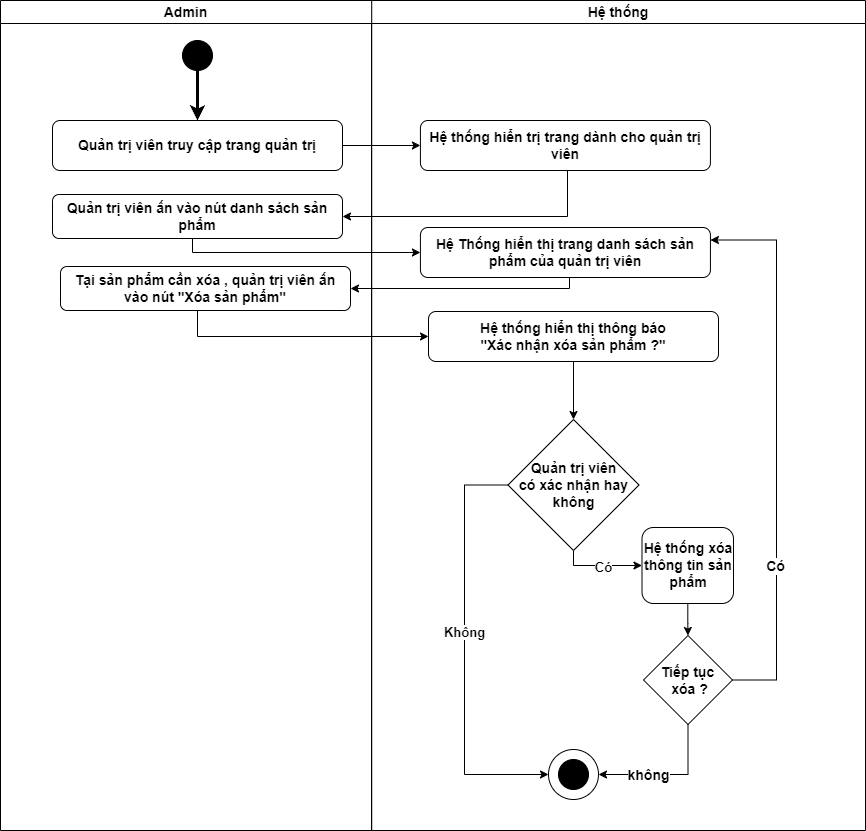 Admin
Hệ thống
Quản trị viên truy cập trang quản trị
Hệ thống hiển trị trang dành cho quản trị
viên
Quản trị viên ấn vào nút danh sách sản
phẩm
Hệ Thống hiển thị trang danh sách sản
phẩm của quản trị viên
Tại sản phẩm cần xóa , quản trị viên ấn
vào nút "Xóa sản phẩm"
Hệ thống hiển thị thông báo
"Xác nhận xóa sản phẩm ?"
Quản trị viên
có xác nhận hay
không
Có
Hệ thống xóa
thông tin sản
phẩm
Có
Không
Tiếp tục
xóa ?
không